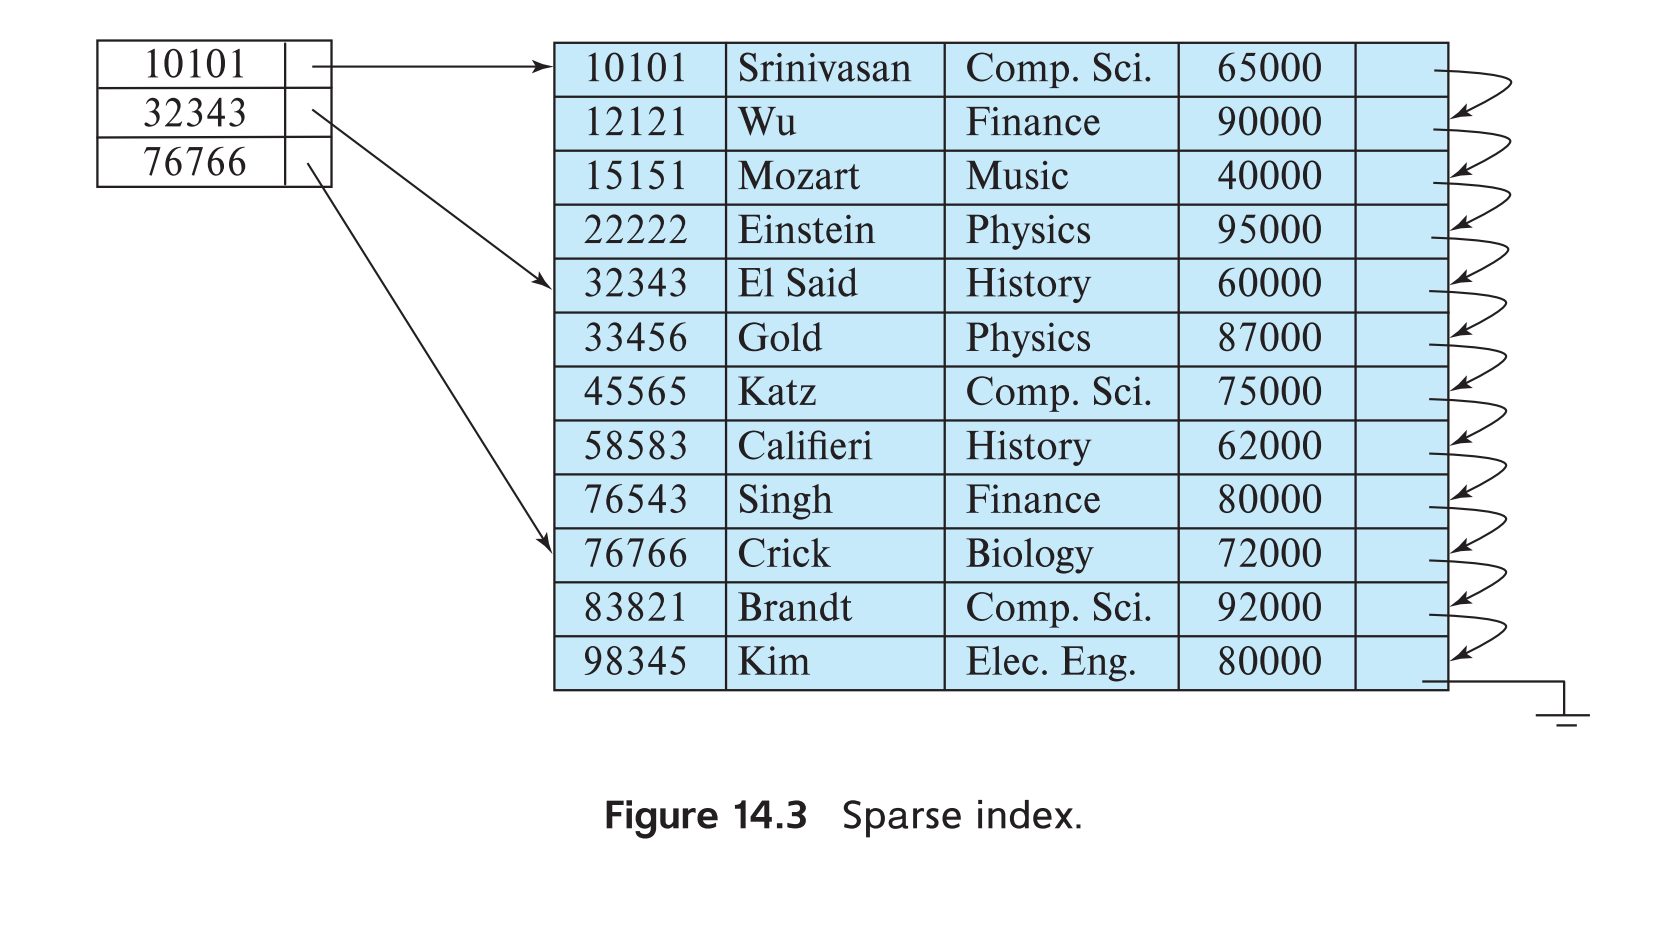 10101
32343
76766
10101 Srinivasan Comp. Sci. 65000
12121 Wu Finance 90000
15151 Mozart Music 40000
22222 Einstein Physics 95000
32343 El Said History 60000
33456 Gold Physics 87000
45565 Katz Comp. Sci. 75000
58583 Califieri History 62000
76543 Singh Finance 80000
76766 Crick Biology 72000
83821 Brandt Comp. Sci. 92000
98345 Kim Elec. Eng. 80000
Figure 14.3 Sparse index.